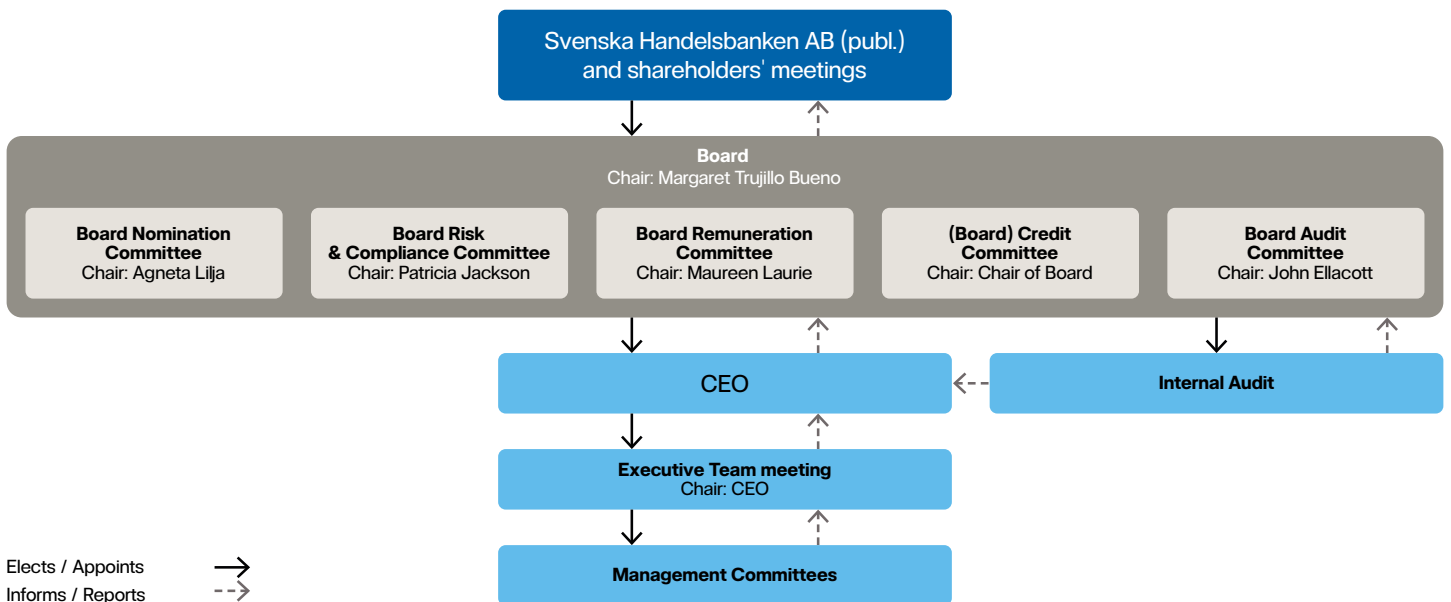 Svenska Handelsbanken AB (publ.)
and shareholders' meetings
Board
Chair: Margaret Trujillo Bueno
Board Nomination
Committee
Chair: Agneta Lilja
Board Risk
& Compliance Committee
Chair: Patricia Jackson
Board Remuneration
Committee
Chair: Maureen Laurie
(Board) Credit
Committee
Chair: Chair of Board
Board Audit
Committee
Chair: John Ellacott
CEO
Internal Audit
Executive Team meeting
Chair: CEO
Management Committees
Elects / Appoints
Informs / Reports